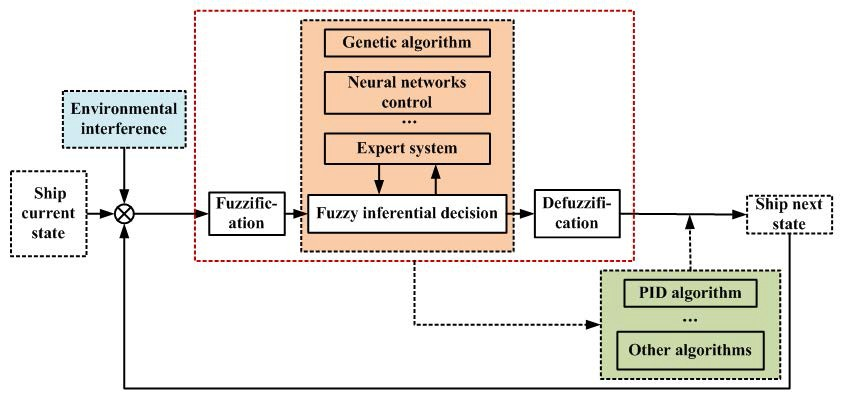 Genetic algorithm
Neural networks
control
...
Expert system
Environmental
interference
Ship
current
state
Fuzzific-
ation
Fuzzy inferential decision
Defuzzifi-
cation
Ship next
state
PID algorithm
...
Other algorithms